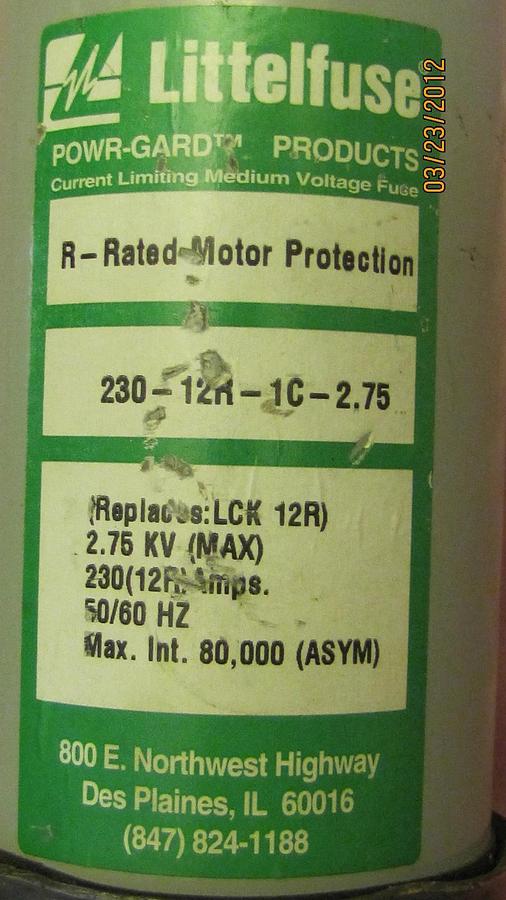 Littelfuse
POWR-GARD™ PRODUCTS
Current Limiting Medium Voltage Fuse
R-Rated Motor Protection
230-12R-1C-2.75
(Replaces:LCK 12R)
2.75 KV (MAX)
230(12R) Amps.
50/60 HZ
Max. Int. 80,000 (ASYM)
800 E. Northwest Highway
Des Plaines, IL 60016
(847) 824-1188
03/23/2012